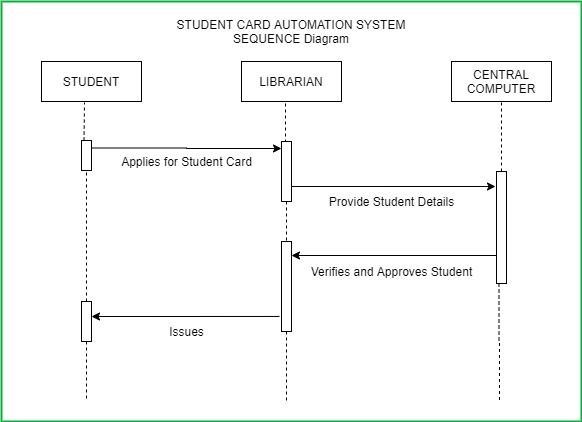 STUDENT CARD AUTOMATION SYSTEM
SEQUENCE Diagram
STUDENT
LIBRARIAN
CENTRAL
COMPUTER
Applies for Student Card
Provide Student Details
Verifies and Approves Student
Issues